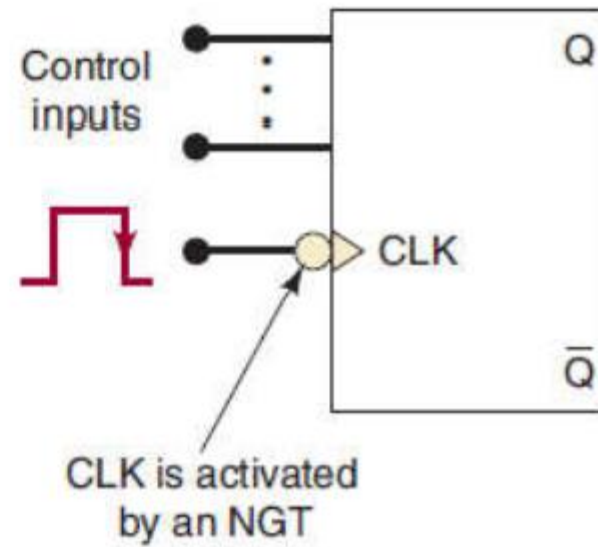 Control
inputs
Q
CLK
Q̅
CLK is activated
by an NGT